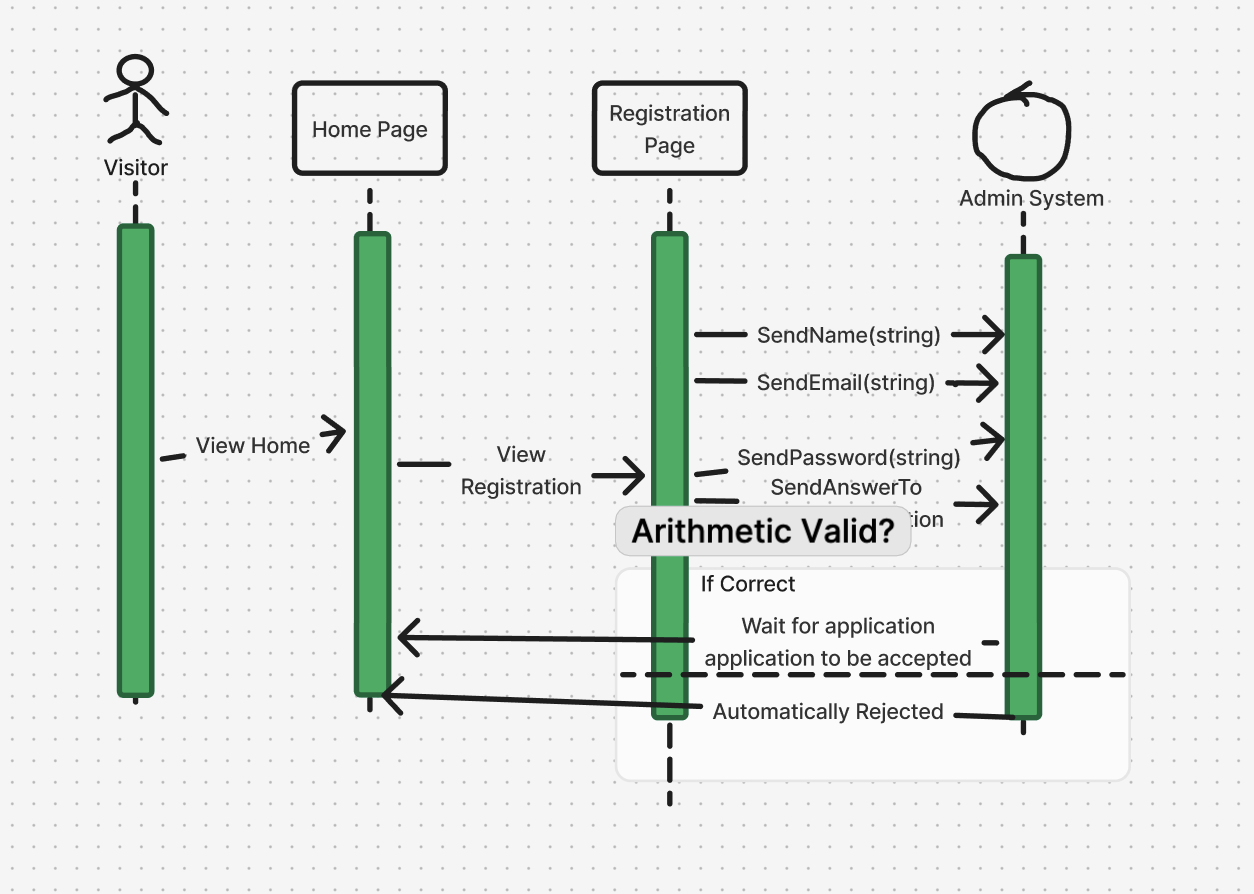 Visitor
Home Page
Registration
Page
Admin System
SendName(string)
SendEmail(string)
View Home
View
Registration
SendPassword(string)
SendAnswerTo
Arithmetic Valid?
If Correct
Wait for application
application to be accepted
Automatically Rejected